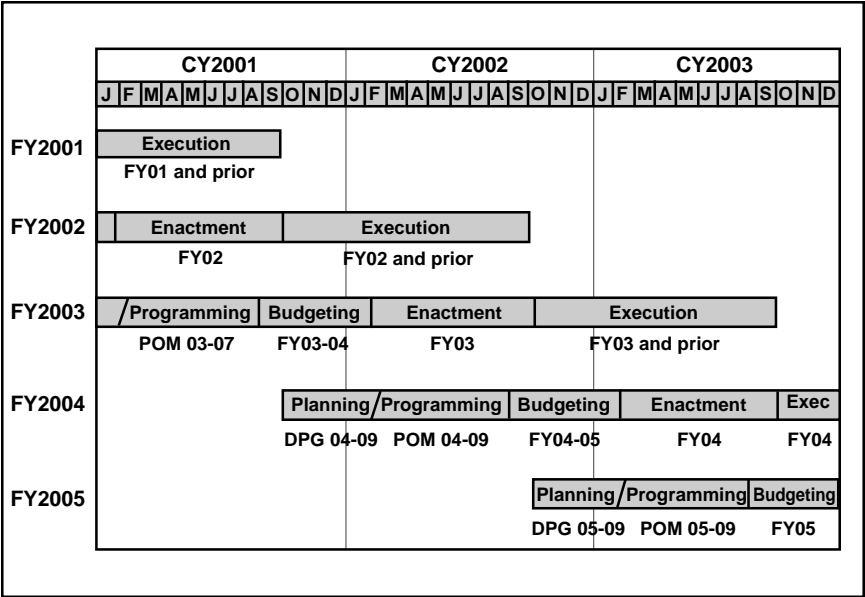 CY2001 CY2002 CY2003
J F M A M J J A S O N D J F M A M J J A S O N D J F M A M J J A S O N D
FY2001 Execution
FY01 and prior
FY2002 Enactment Execution
FY02 FY02 and prior
FY2003 /Programming Budgeting Enactment Execution
POM 03-07 FY03-04 FY03 FY03 and prior
FY2004 Planning/Programming Budgeting Enactment Exec
DPG 04-09 POM 04-09 FY04-05 FY04 FY04
FY2005 Planning/Programming Budgeting
DPG 05-09 POM 05-09 FY05